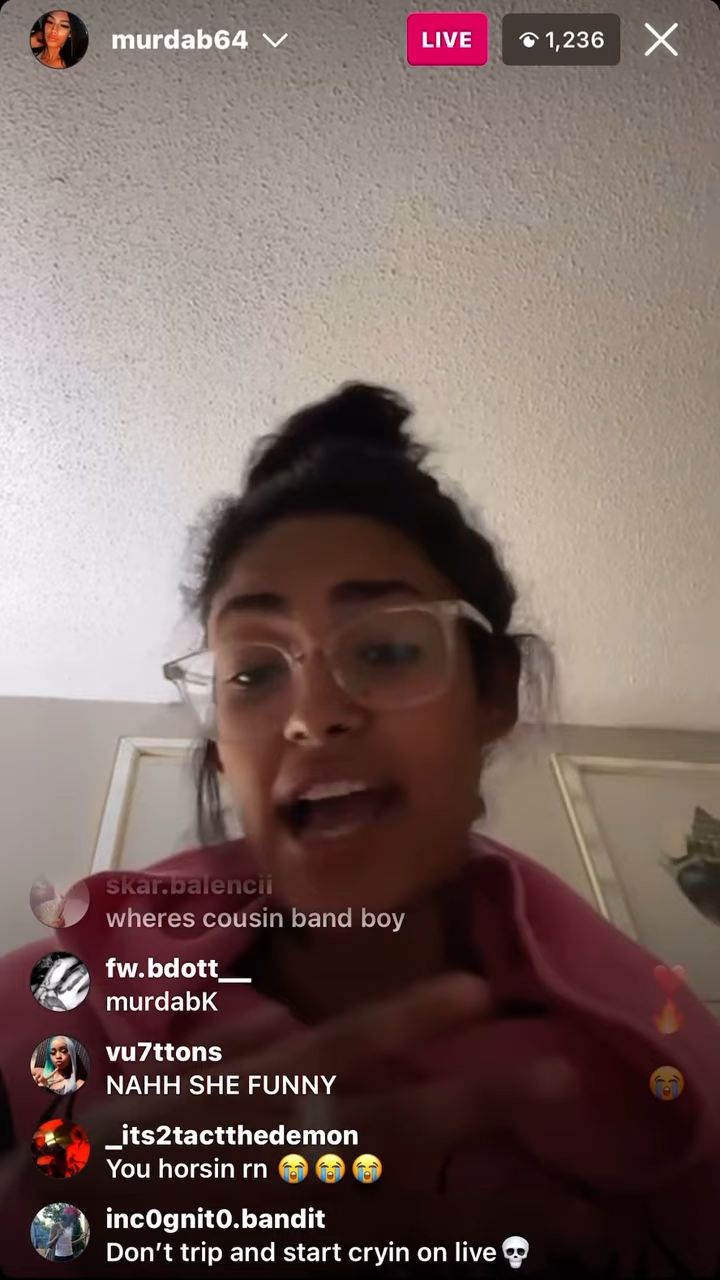 murdab64
LIVE
1,236
skar.balencii
wheres cousin band boy
fw.bdott__
murdabK
vu7ttons
NAHH SHE FUNNY
_its2tactthedemon
You horsin rn 😭😭😭
inc0gnit0.bandit
Don’t trip and start cryin on live💀